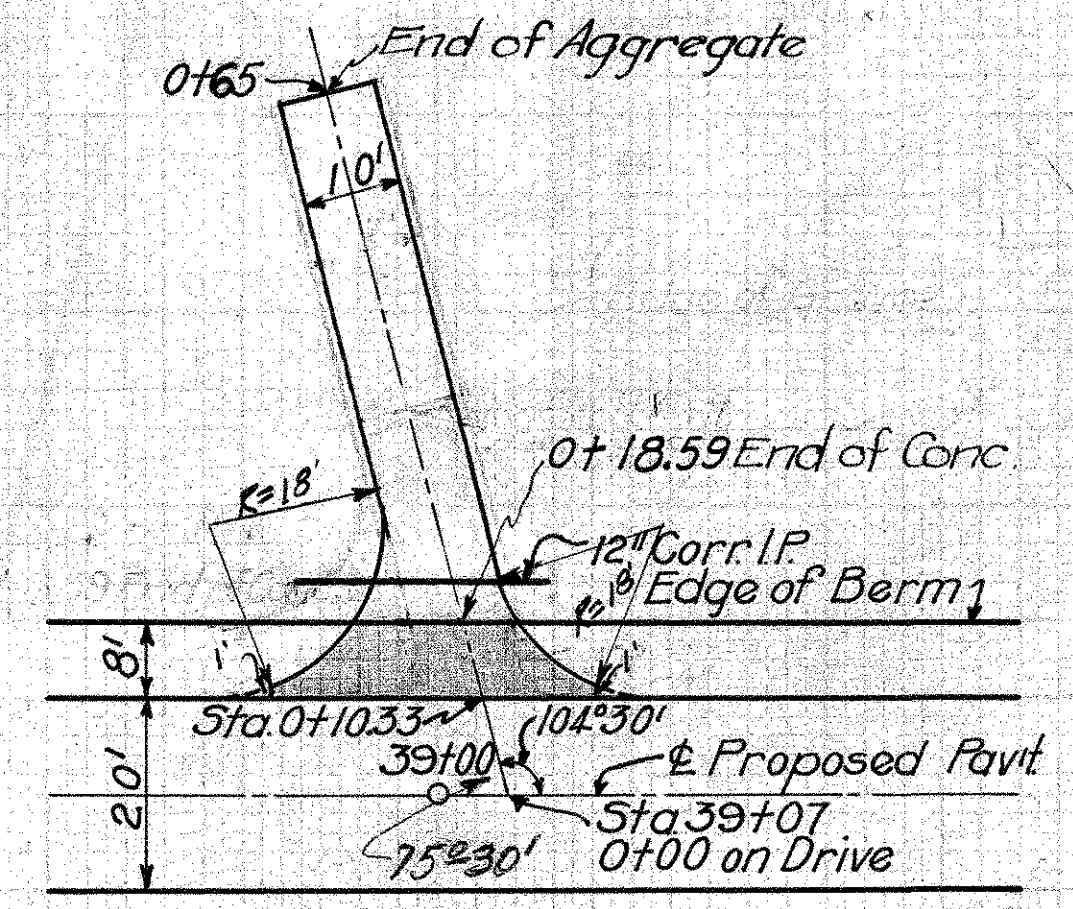 End of Aggregate
0+65
10'
0+18.59 End of Conc.
R=18'
12" Corr. I.P.
R=18'
Edge of Berm
8'
1'
1'
Sta. 0+10.33
104°30'
39+00
℄ Proposed Pav't.
20'
Sta 39+07
0+00 on Drive
75°30'